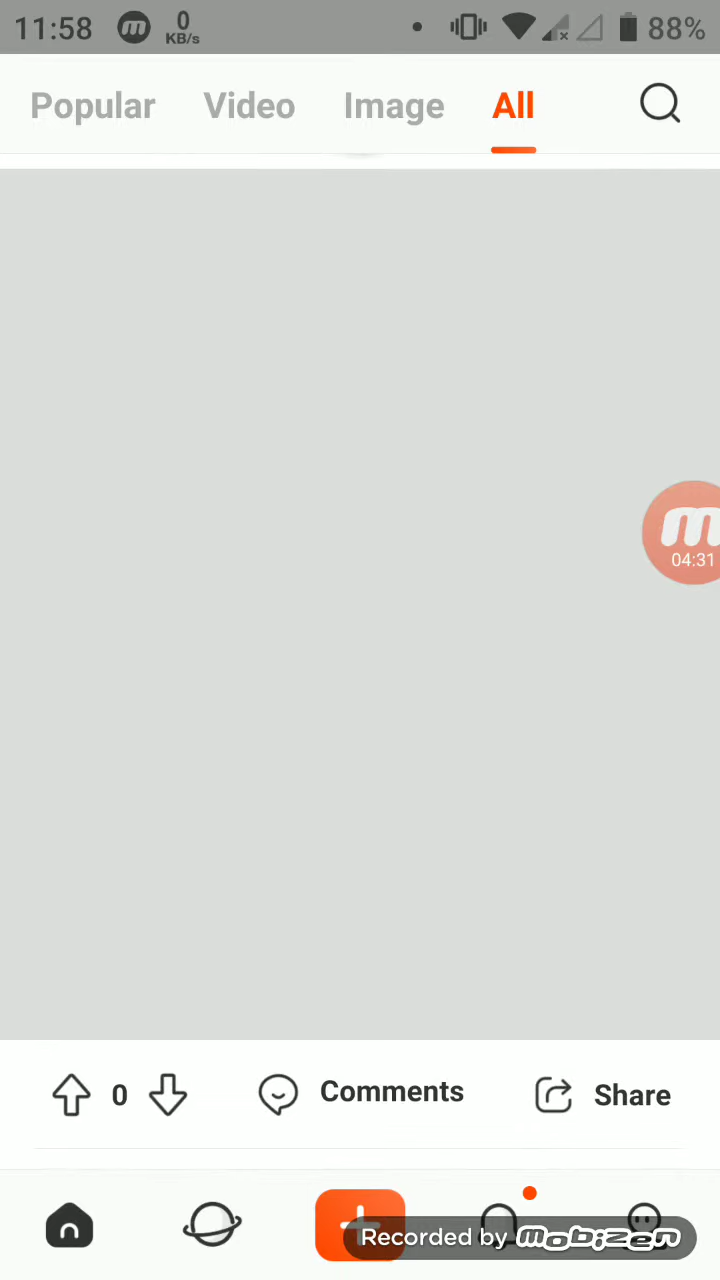 11:58 m 0 KB/s 88%
Popular Video Image All
m
04:31
0 Comments Share
Recorded by mobizen